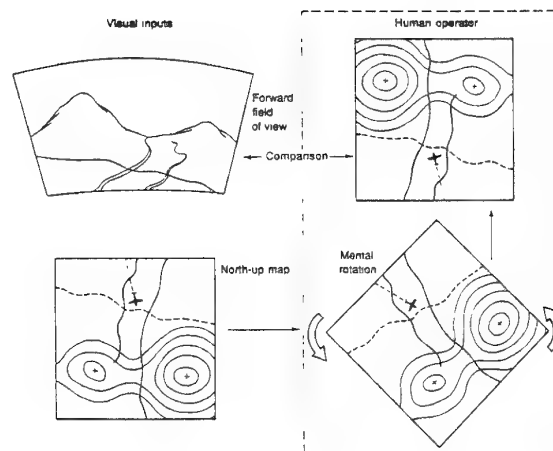 Visual inputs
Human operator
Forward
field
of view
Comparison
North-up map
Mental
rotation